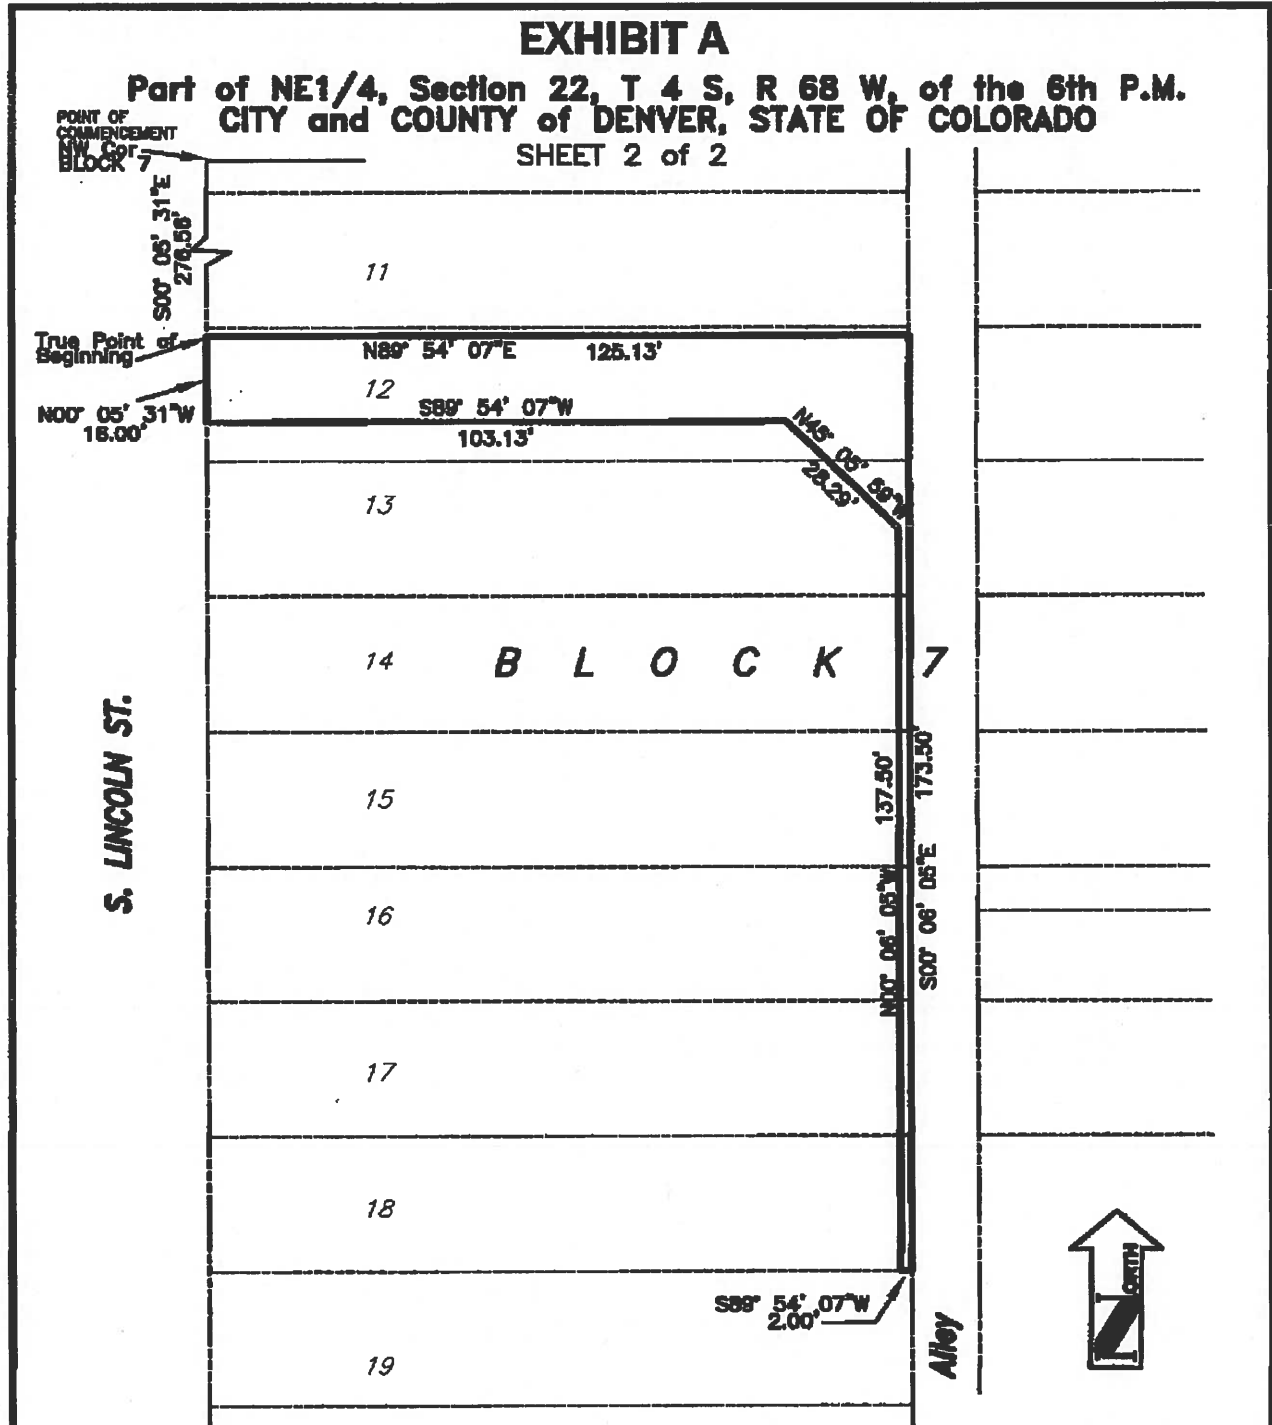 EXHIBIT A
Part of NE1/4, Section 22, T 4 S, R 68 W, of the 6th P.M.
CITY and COUNTY of DENVER, STATE OF COLORADO
SHEET 2 of 2
POINT OF
COMMENCEMENT
NW Cor
BLOCK 7
S00° 05' 31"E
276.56'
11
True Point of
Beginning
N89° 54' 07"E 125.13'
12
N00° 05' 31"W
16.00'
S89° 54' 07"W
103.13'
N45° 05' 59"W
28.29'
13
14
BLOCK 7
S. LINCOLN ST.
15
137.50'
173.50'
16
N00° 06' 05"W
S00° 06' 05"E
17
18
S89° 54' 07"W
2.00'
19
Alley
NORTH